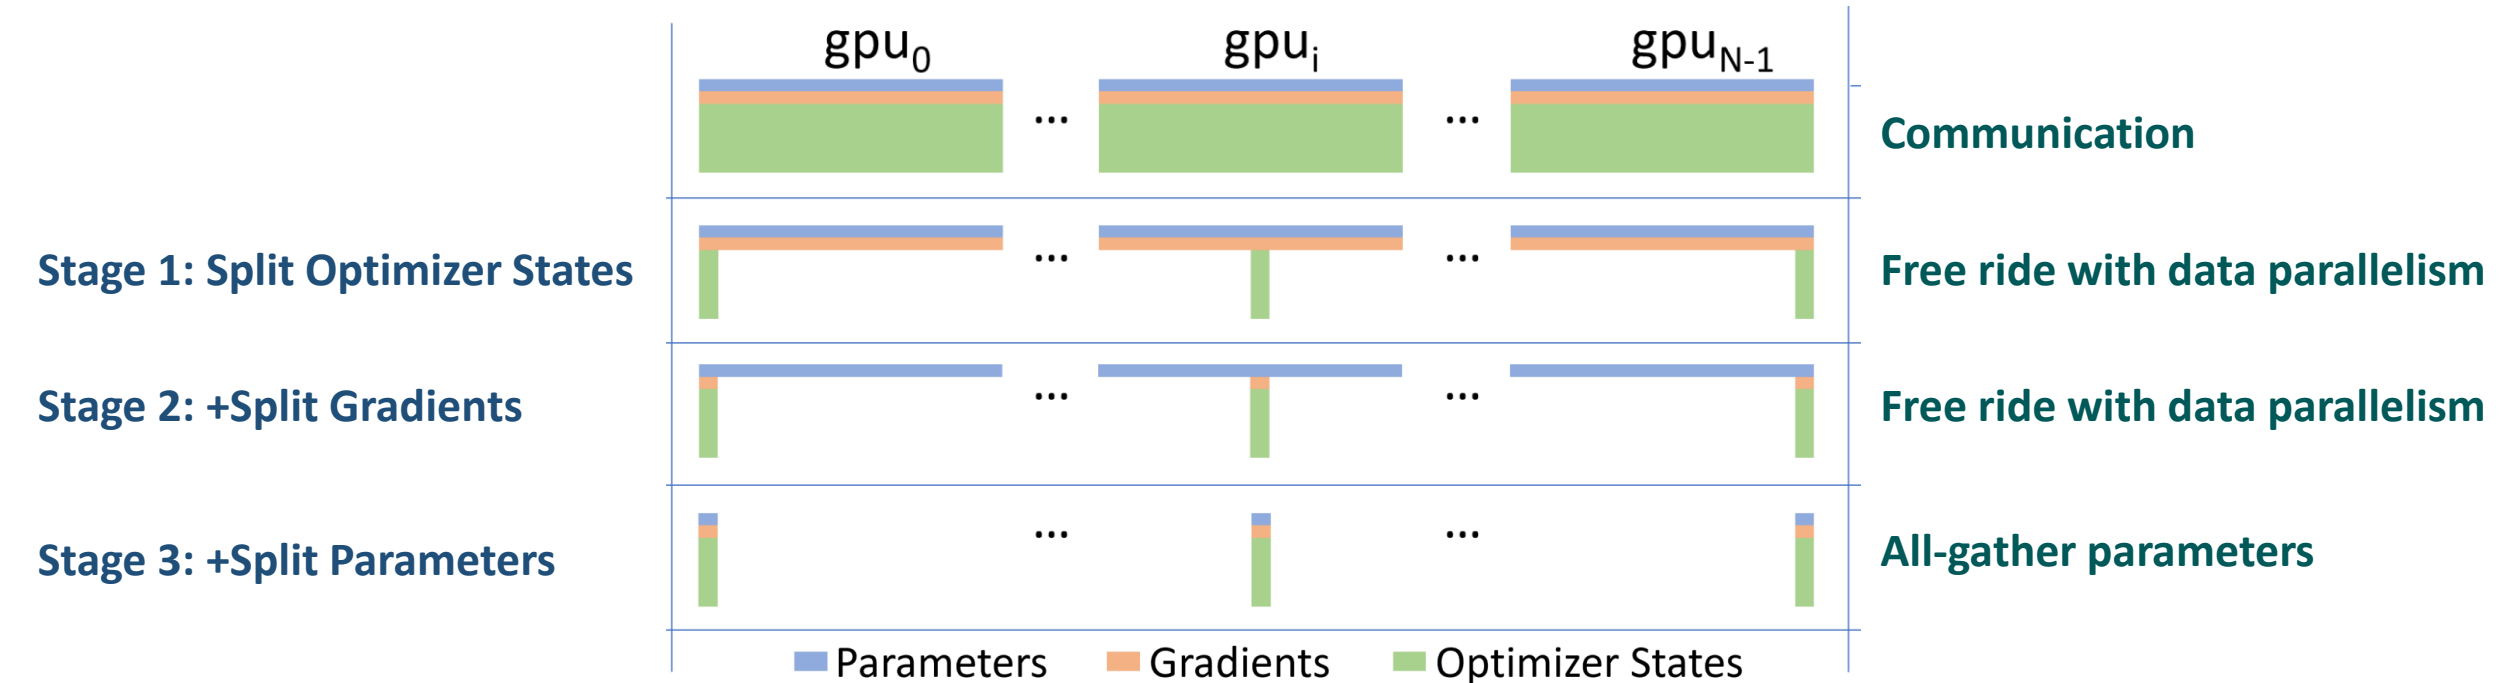 gpu0 gpui gpuN-1
... ...
Communication
Stage 1: Split Optimizer States ... ... Free ride with data parallelism
Stage 2: +Split Gradients ... ... Free ride with data parallelism
Stage 3: +Split Parameters ... ... All-gather parameters
Parameters Gradients Optimizer States